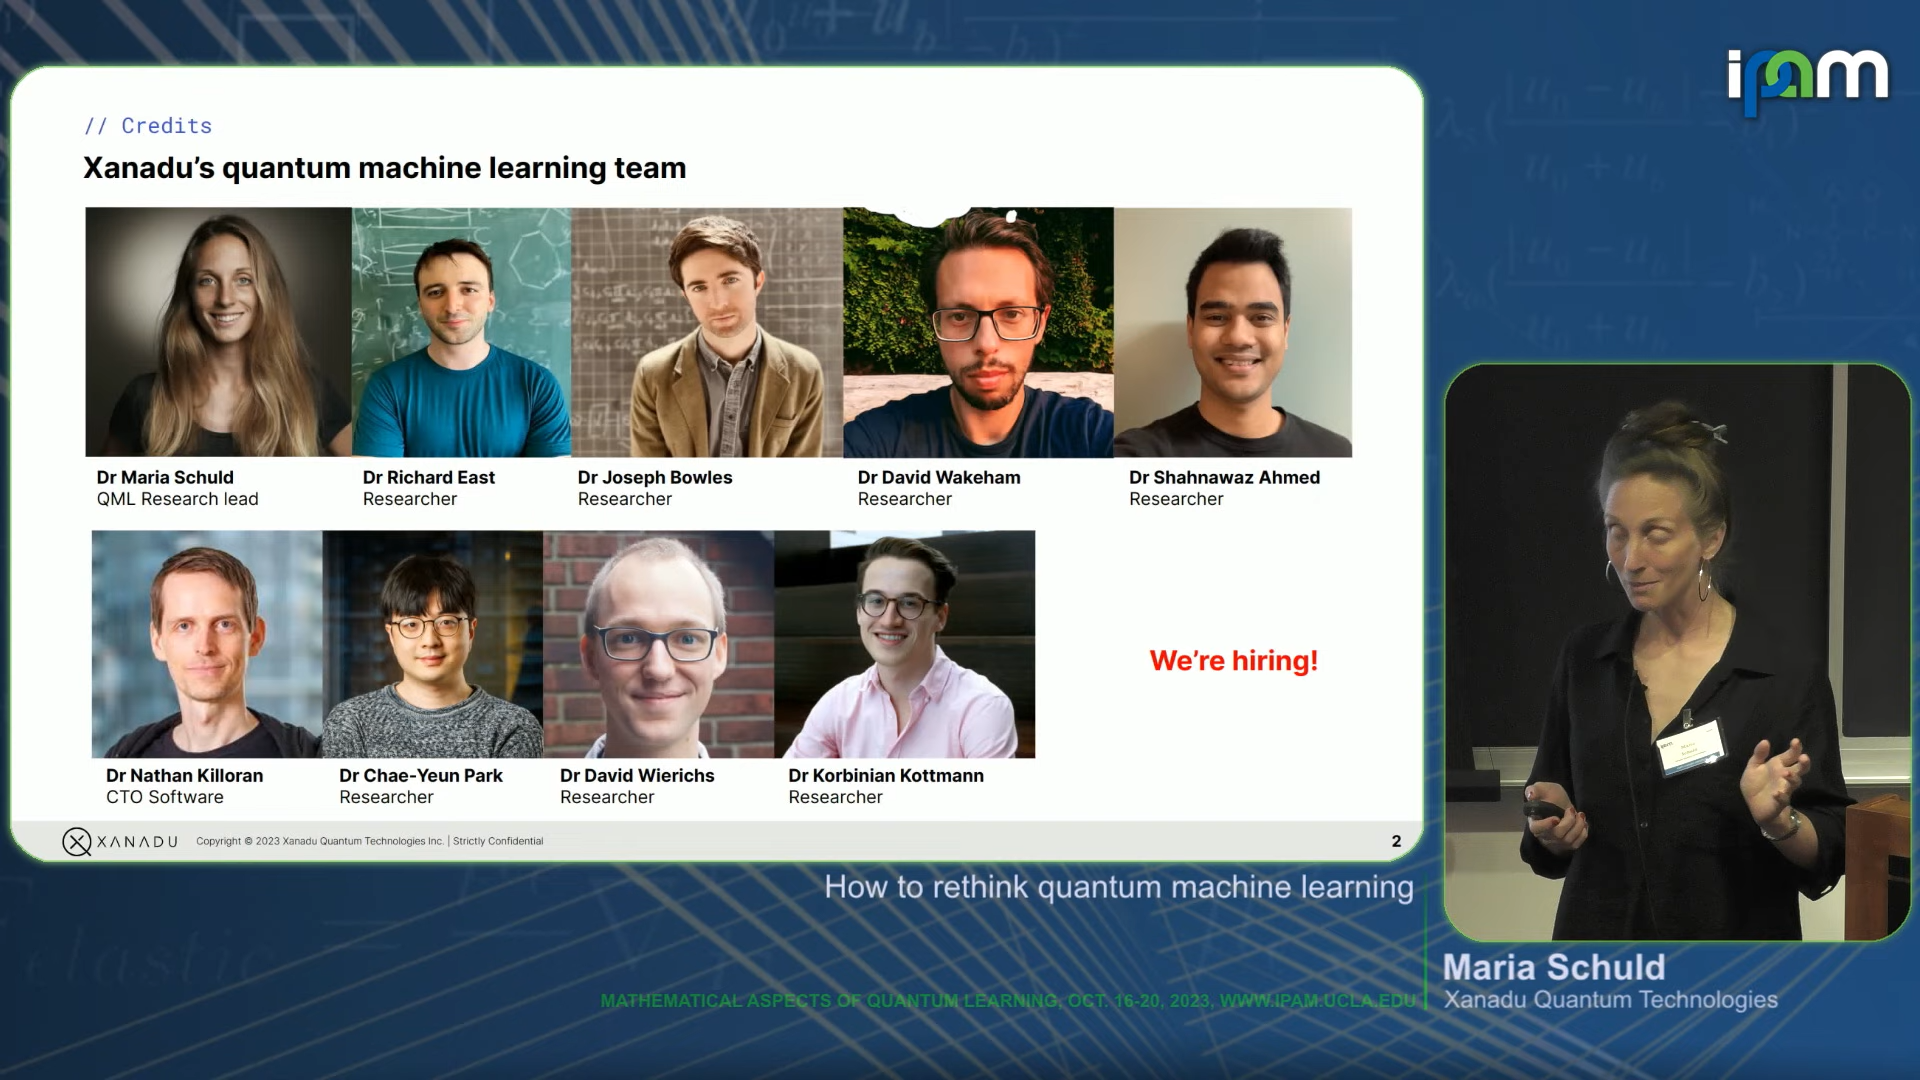 ipam
// Credits
Xanadu’s quantum machine learning team
Dr Maria Schuld
QML Research lead
Dr Richard East
Researcher
Dr Joseph Bowles
Researcher
Dr David Wakeham
Researcher
Dr Shahnawaz Ahmed
Researcher
Dr Nathan Killoran
CTO Software
Dr Chae-Yeun Park
Researcher
Dr David Wierichs
Researcher
Dr Korbinian Kottmann
Researcher
We’re hiring!
XANADU
Copyright © 2023 Xanadu Quantum Technologies Inc. | Strictly Confidential
2
How to rethink quantum machine learning
Maria Schuld
Xanadu Quantum Technologies
MATHEMATICAL ASPECTS OF QUANTUM LEARNING, OCT. 16-20, 2023, WWW.IPAM.UCLA.EDU